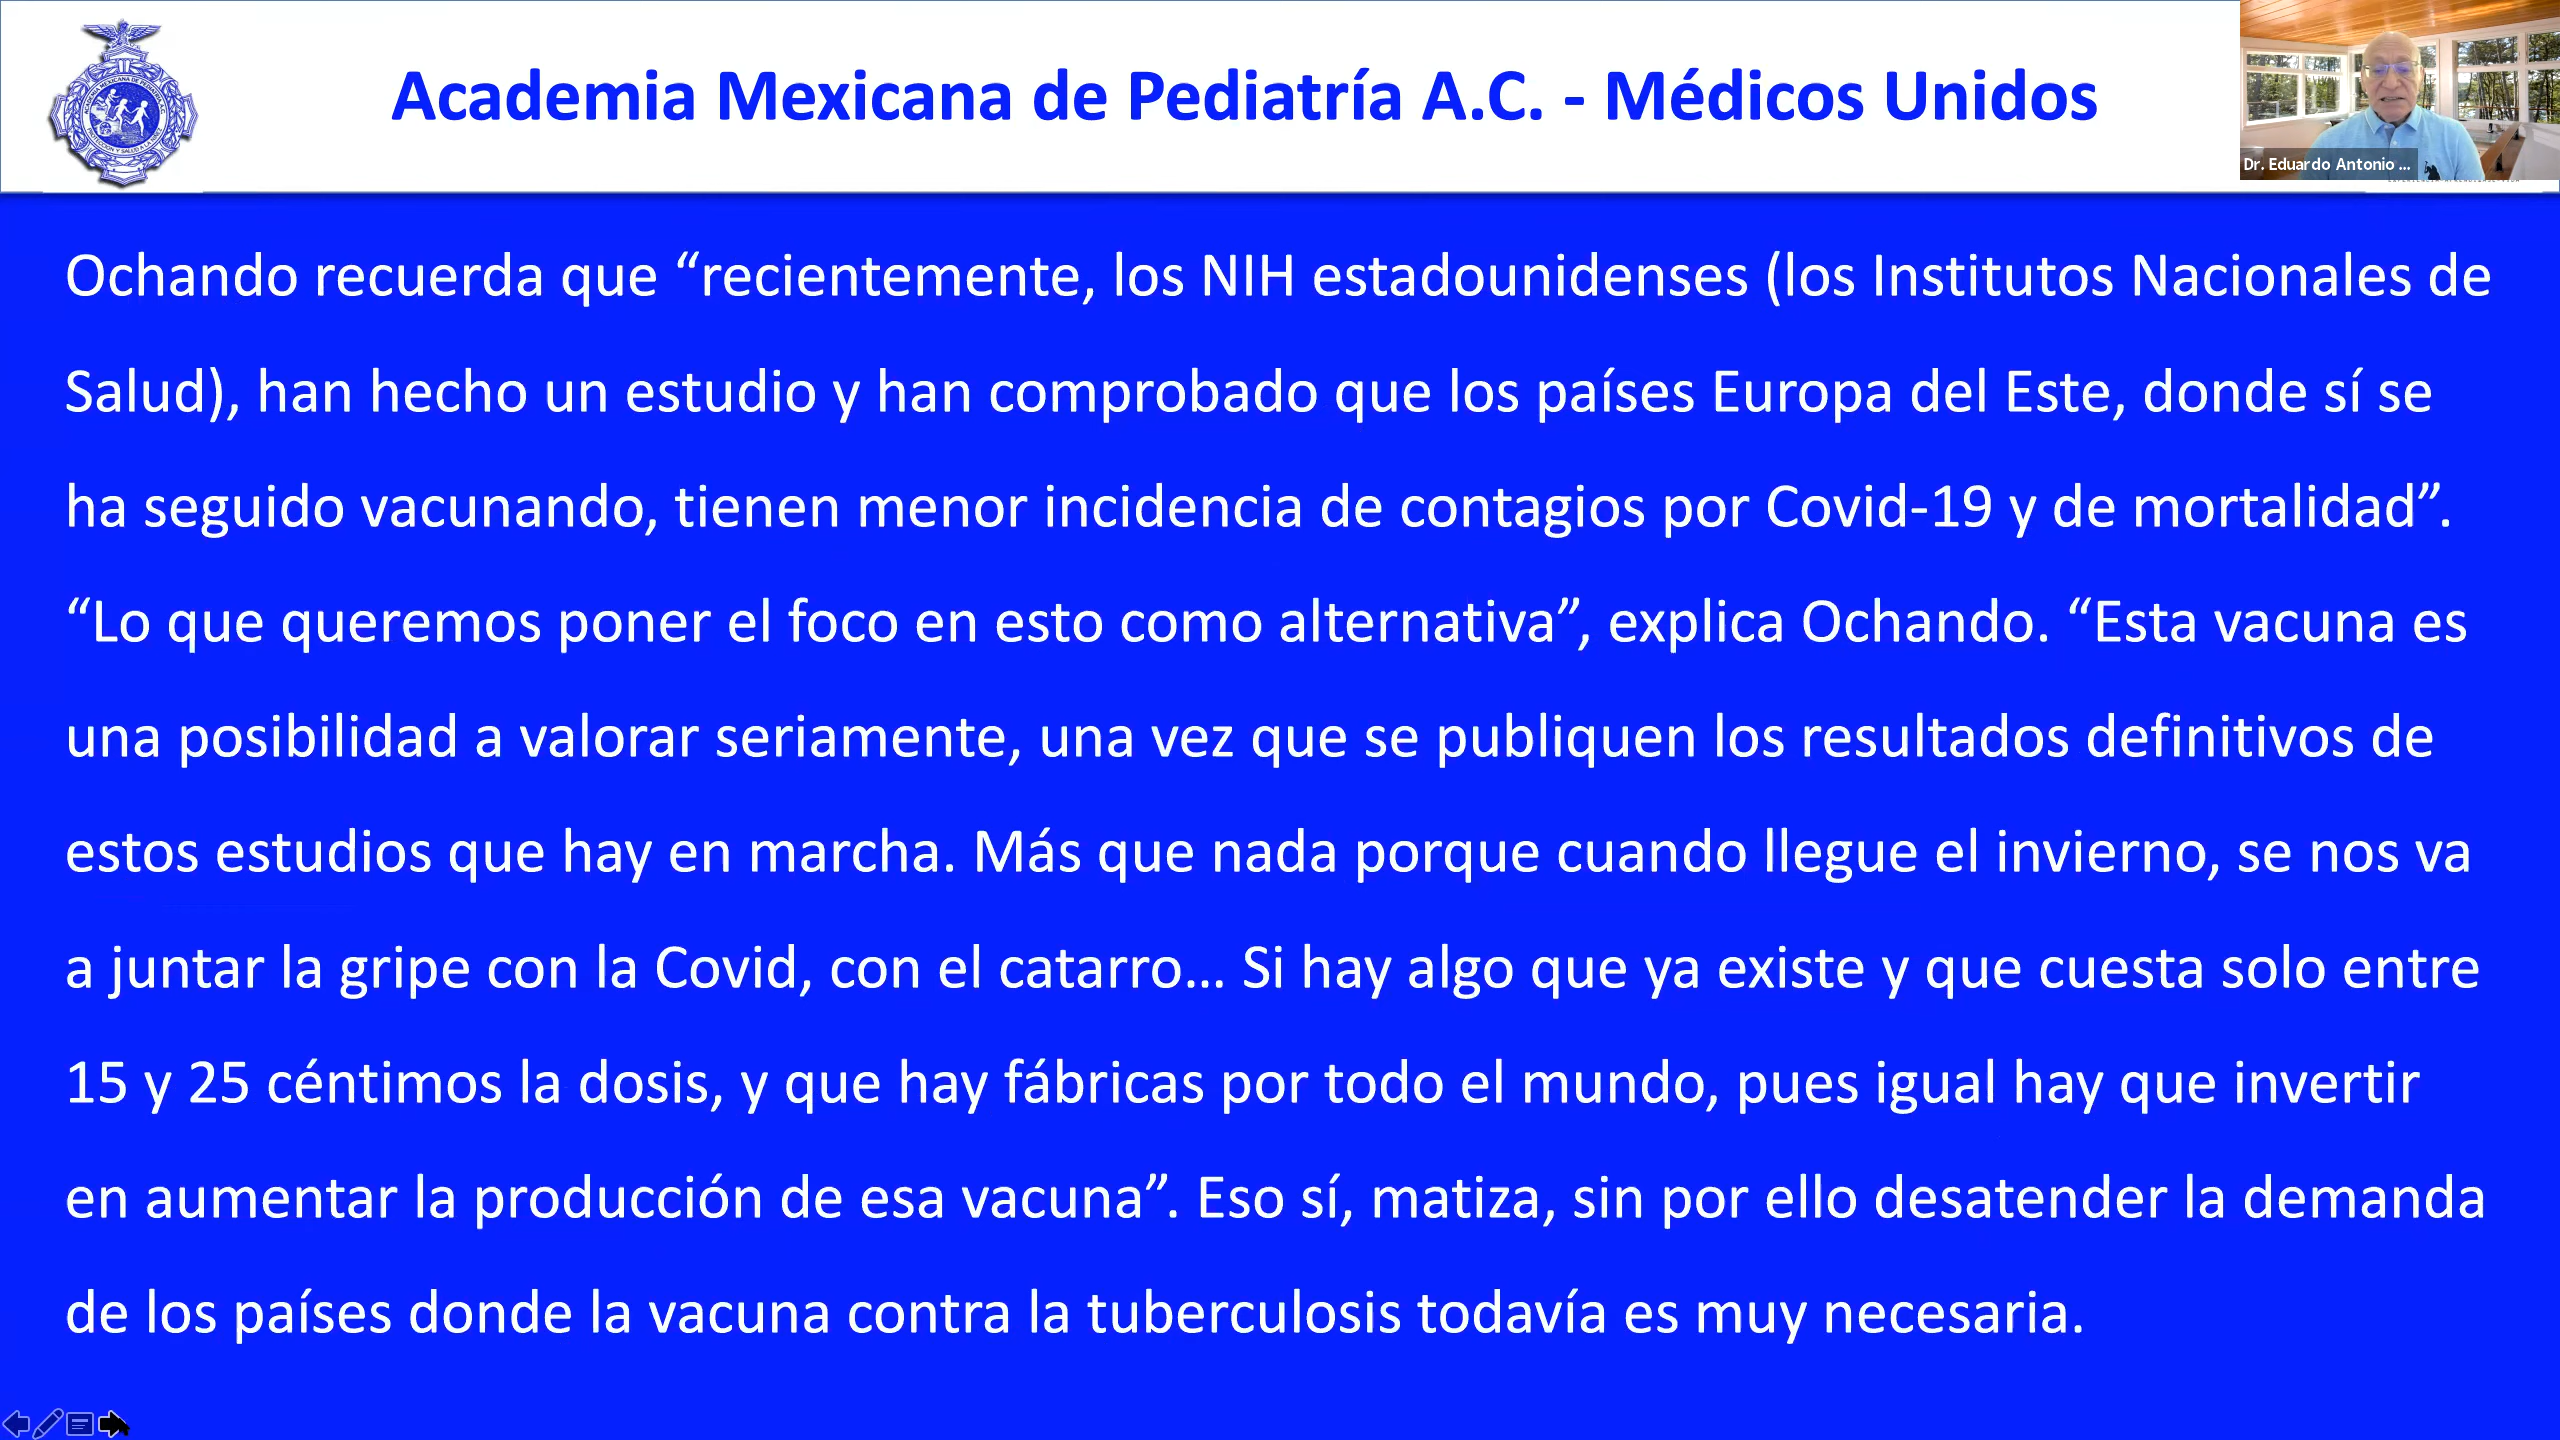 Academia Mexicana de Pediatría A.C. - Médicos Unidos
Dr. Eduardo Antonio ...
Ochando recuerda que “recientemente, los NIH estadounidenses (los Institutos Nacionales de
Salud), han hecho un estudio y han comprobado que los países Europa del Este, donde sí se
ha seguido vacunando, tienen menor incidencia de contagios por Covid-19 y de mortalidad”.
“Lo que queremos poner el foco en esto como alternativa”, explica Ochando. “Esta vacuna es
una posibilidad a valorar seriamente, una vez que se publiquen los resultados definitivos de
estos estudios que hay en marcha. Más que nada porque cuando llegue el invierno, se nos va
a juntar la gripe con la Covid, con el catarro… Si hay algo que ya existe y que cuesta solo entre
15 y 25 céntimos la dosis, y que hay fábricas por todo el mundo, pues igual hay que invertir
en aumentar la producción de esa vacuna”. Eso sí, matiza, sin por ello desatender la demanda
de los países donde la vacuna contra la tuberculosis todavía es muy necesaria.